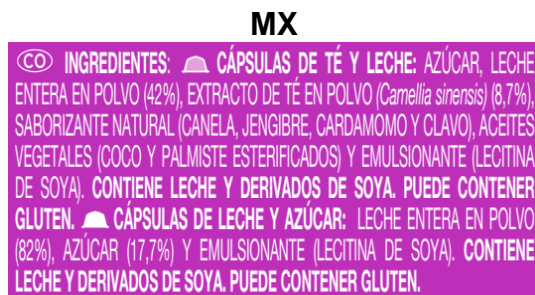 MX
CO INGREDIENTES: CÁPSULAS DE TÉ Y LECHE: AZÚCAR, LECHE
ENTERA EN POLVO (42%), EXTRACTO DE TÉ EN POLVO (Camellia sinensis) (8,7%),
SABORIZANTE NATURAL (CANELA, JENGIBRE, CARDAMOMO Y CLAVO), ACEITES
VEGETALES (COCO Y PALMISTE ESTERIFICADOS) Y EMULSIONANTE (LECITINA
DE SOYA). CONTIENE LECHE Y DERIVADOS DE SOYA. PUEDE CONTENER
GLUTEN. CÁPSULAS DE LECHE Y AZÚCAR: LECHE ENTERA EN POLVO
(82%), AZÚCAR (17,7%) Y EMULSIONANTE (LECITINA DE SOYA). CONTIENE
LECHE Y DERIVADOS DE SOYA. PUEDE CONTENER GLUTEN.